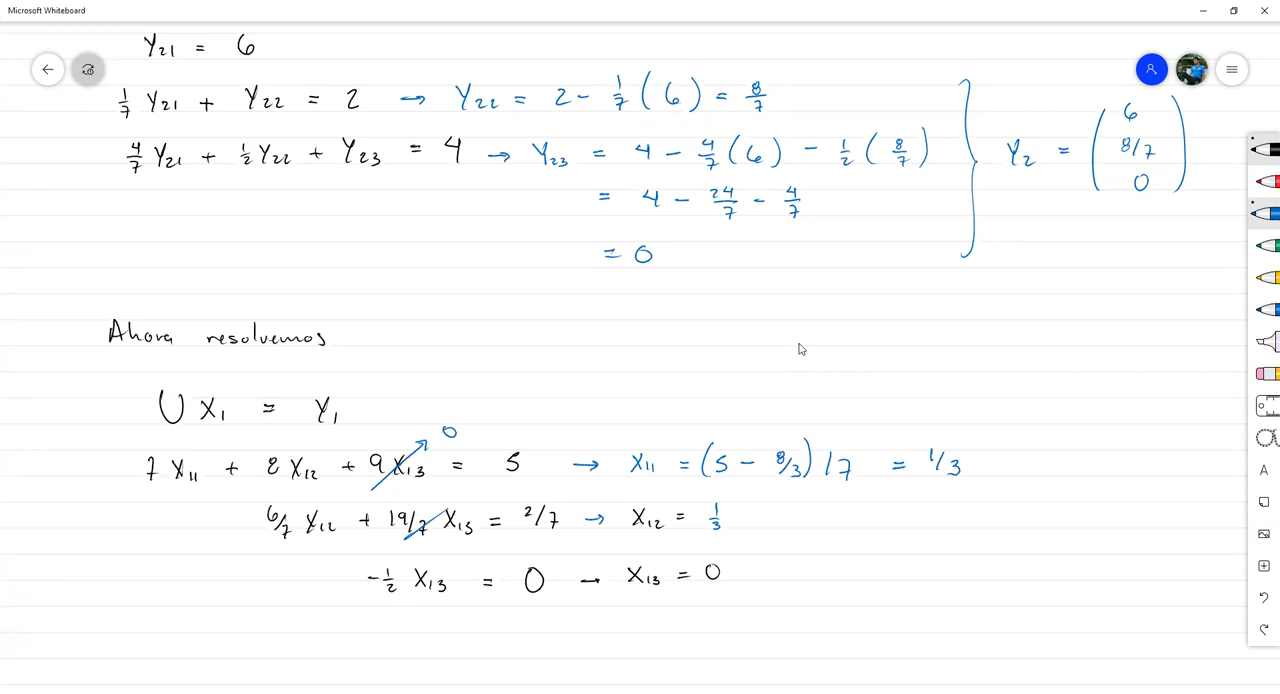 Microsoft Whiteboard
Y21 = 6
1/7 Y21 + Y22 = 2 → Y22 = 2 - 1/7 (6) = 8/7
4/7 Y21 + 1/2 Y22 + Y23 = 4 → Y23 = 4 - 4/7 (6) - 1/2 (8/7)
= 4 - 24/7 - 4/7
= 0
Y2 = (6
8/7
0)
Ahora resolvemos
U X1 = Y1
0
7 X11 + 8 X12 + 9 X13 = 5 → X11 = (5 - 8/3) / 7 = 1/3
6/7 X12 + 19/7 X13 = 2/7 → X12 = 1/3
-1/2 X13 = 0 → X13 = 0
A